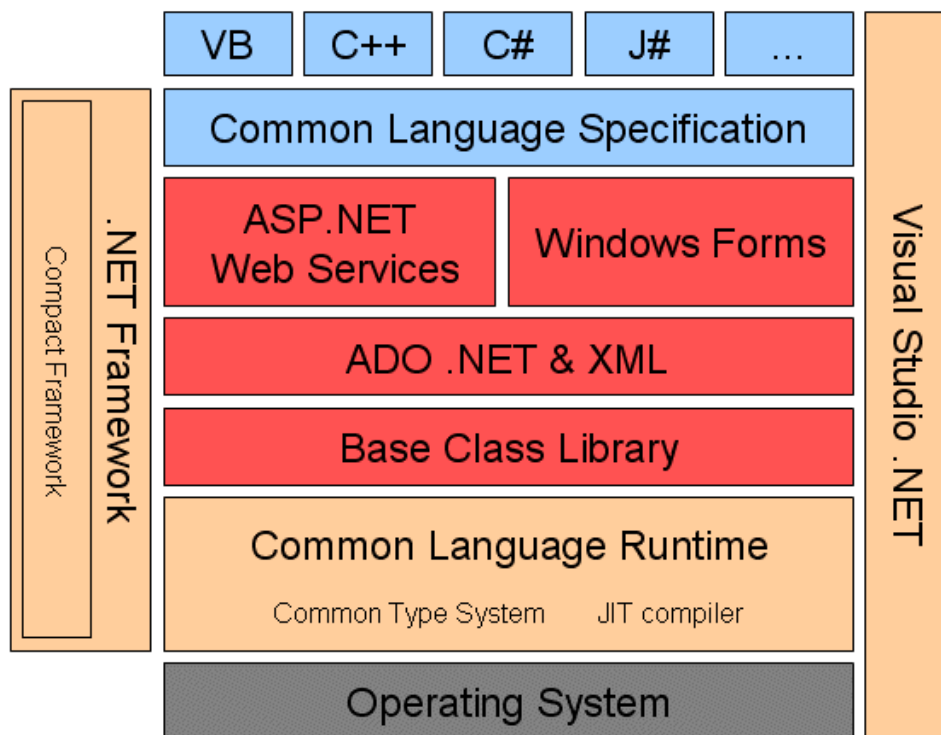 VB
C++
C#
J#
...
Common Language Specification
ASP.NET
Web Services
Windows Forms
ADO .NET & XML
Base Class Library
Common Language Runtime
Common Type System
JIT compiler
Operating System
.NET Framework
Compact Framework
Visual Studio .NET